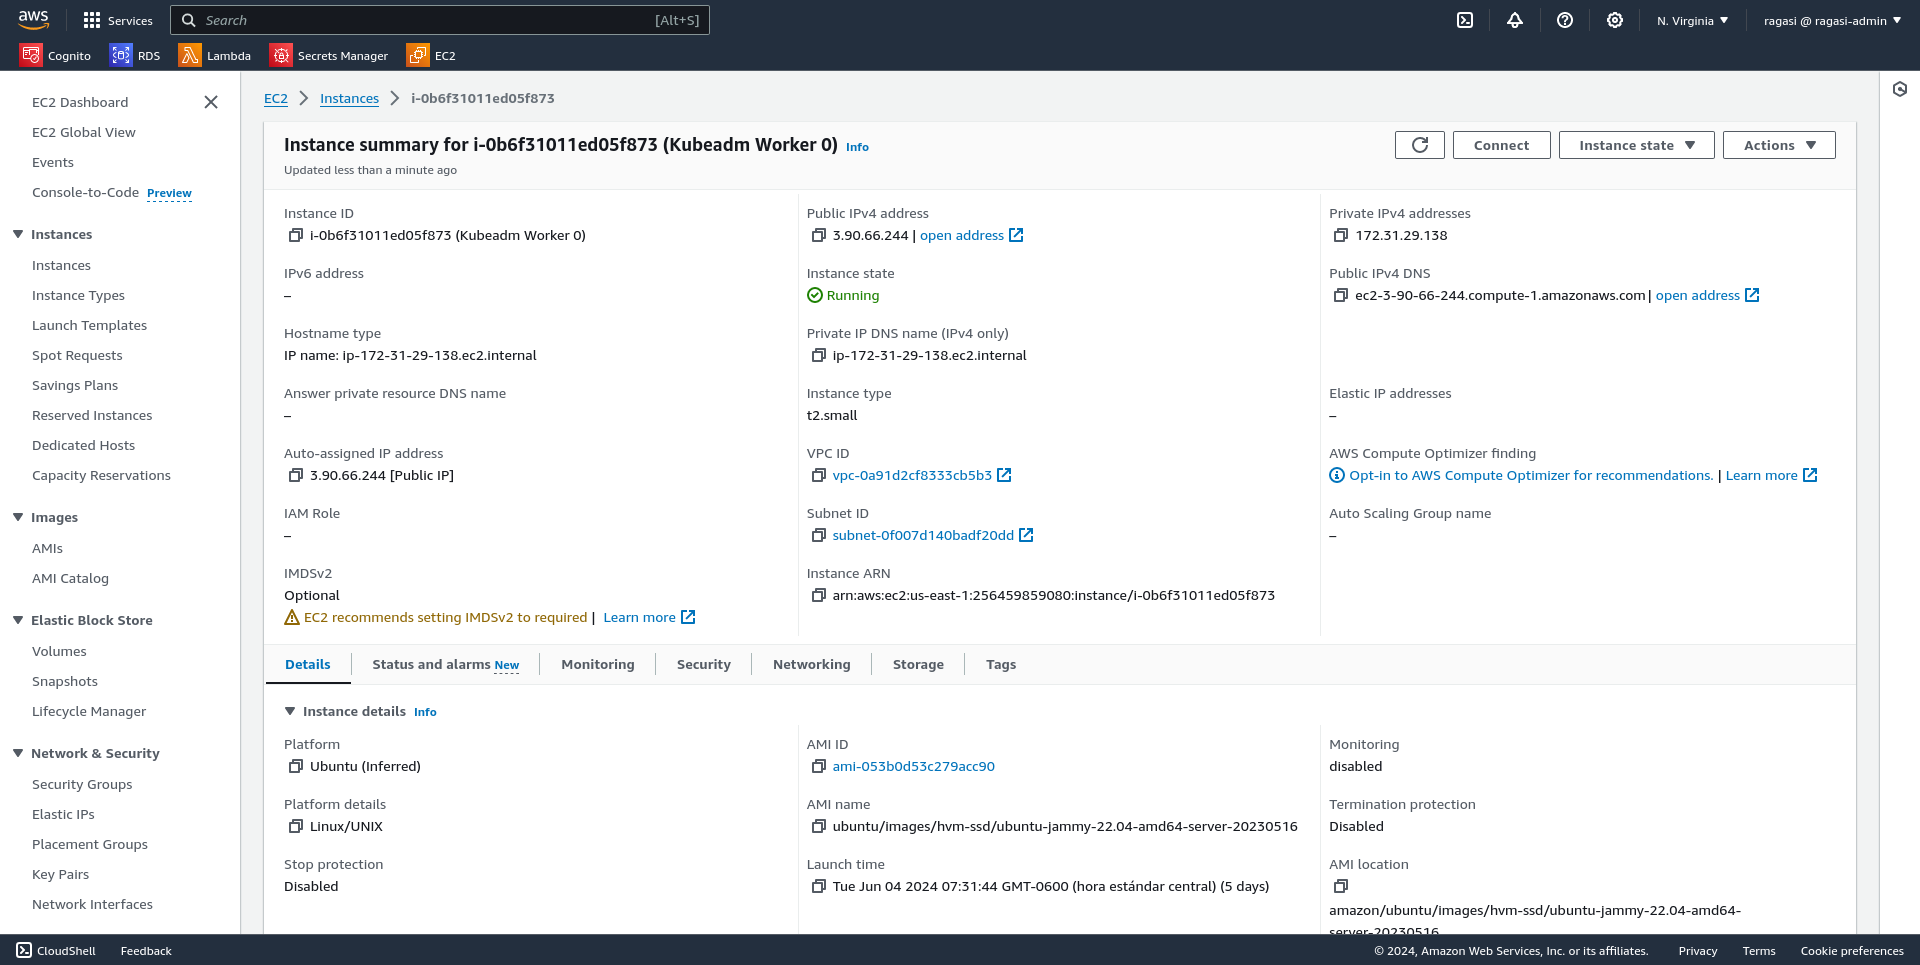 aws
Services
Search
[Alt+S]
N. Virginia
ragasi @ ragasi-admin
Cognito
RDS
Lambda
Secrets Manager
EC2
EC2 Dashboard
EC2 Global View
Events
Console-to-Code Preview
Instances
Instances
Instance Types
Launch Templates
Spot Requests
Savings Plans
Reserved Instances
Dedicated Hosts
Capacity Reservations
Images
AMIs
AMI Catalog
Elastic Block Store
Volumes
Snapshots
Lifecycle Manager
Network & Security
Security Groups
Elastic IPs
Placement Groups
Key Pairs
Network Interfaces
EC2 Instances i-0b6f31011ed05f873
Instance summary for i-0b6f31011ed05f873 (Kubeadm Worker 0) Info
Updated less than a minute ago
Connect
Instance state
Actions
Instance ID
i-0b6f31011ed05f873 (Kubeadm Worker 0)
Public IPv4 address
3.90.66.244 | open address
Private IPv4 addresses
172.31.29.138
IPv6 address
–
Instance state
Running
Public IPv4 DNS
ec2-3-90-66-244.compute-1.amazonaws.com | open address
Hostname type
IP name: ip-172-31-29-138.ec2.internal
Private IP DNS name (IPv4 only)
ip-172-31-29-138.ec2.internal
Answer private resource DNS name
–
Instance type
t2.small
Elastic IP addresses
–
Auto-assigned IP address
3.90.66.244 [Public IP]
VPC ID
vpc-0a91d2cf8333cb5b3
AWS Compute Optimizer finding
Opt-in to AWS Compute Optimizer for recommendations. | Learn more
IAM Role
–
Subnet ID
subnet-0f007d140badf20dd
Auto Scaling Group name
–
IMDSv2
Optional
EC2 recommends setting IMDSv2 to required | Learn more
Instance ARN
arn:aws:ec2:us-east-1:256459859080:instance/i-0b6f31011ed05f873
Details
Status and alarms New
Monitoring
Security
Networking
Storage
Tags
Instance details Info
Platform
Ubuntu (Inferred)
AMI ID
ami-053b0d53c279acc90
Monitoring
disabled
Platform details
Linux/UNIX
AMI name
ubuntu/images/hvm-ssd/ubuntu-jammy-22.04-amd64-server-20230516
Termination protection
Disabled
Stop protection
Disabled
Launch time
Tue Jun 04 2024 07:31:44 GMT-0600 (hora estándar central) (5 days)
AMI location
amazon/ubuntu/images/hvm-ssd/ubuntu-jammy-22.04-amd64-
server-20230516
CloudShell
Feedback
© 2024, Amazon Web Services, Inc. or its affiliates.
Privacy
Terms
Cookie preferences